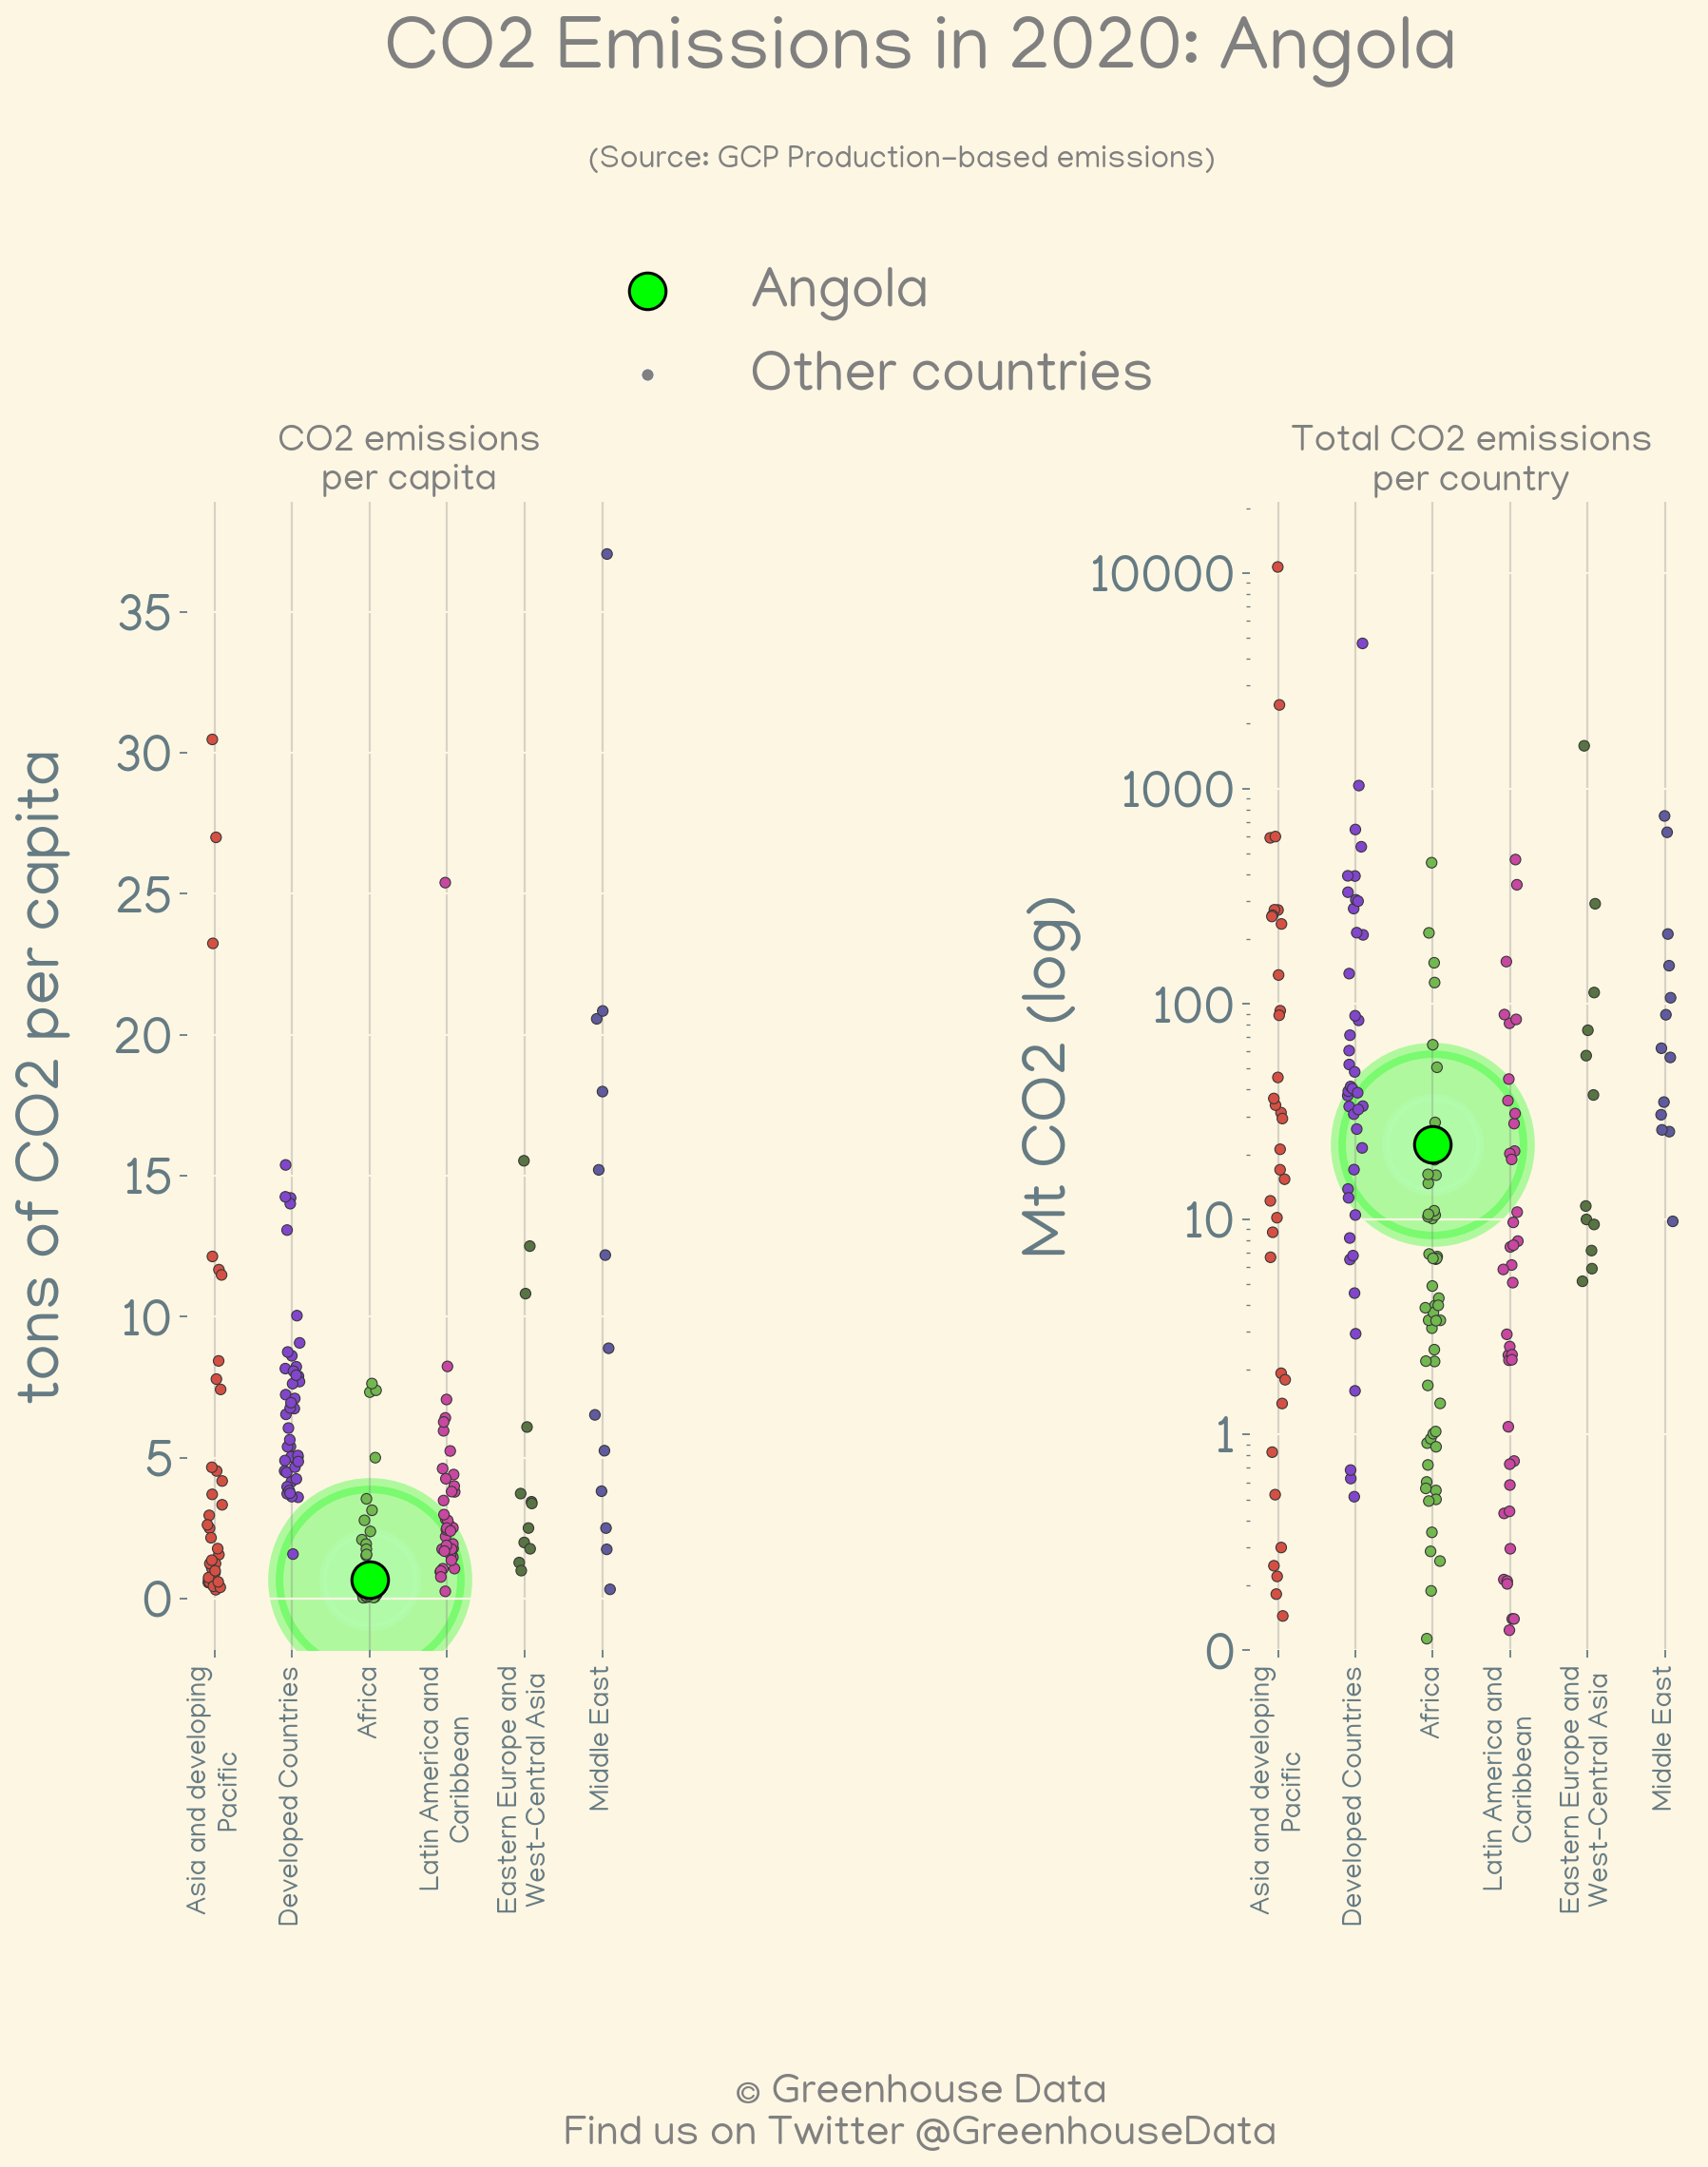 CO2 Emissions in 2020: Angola
(Source: GCP Production-based emissions)
Angola
Other countries
CO2 emissions
per capita
tons of CO2 per capita
35
30
25
20
15
10
5
0
Asia and developing
Pacific
Developed Countries
Africa
Latin America and
Caribbean
Eastern Europe and
West-Central Asia
Middle East
Total CO2 emissions
per country
Mt CO2 (log)
10000
1000
100
10
1
0
Asia and developing
Pacific
Developed Countries
Africa
Latin America and
Caribbean
Eastern Europe and
West-Central Asia
Middle East
© Greenhouse Data
Find us on Twitter @GreenhouseData